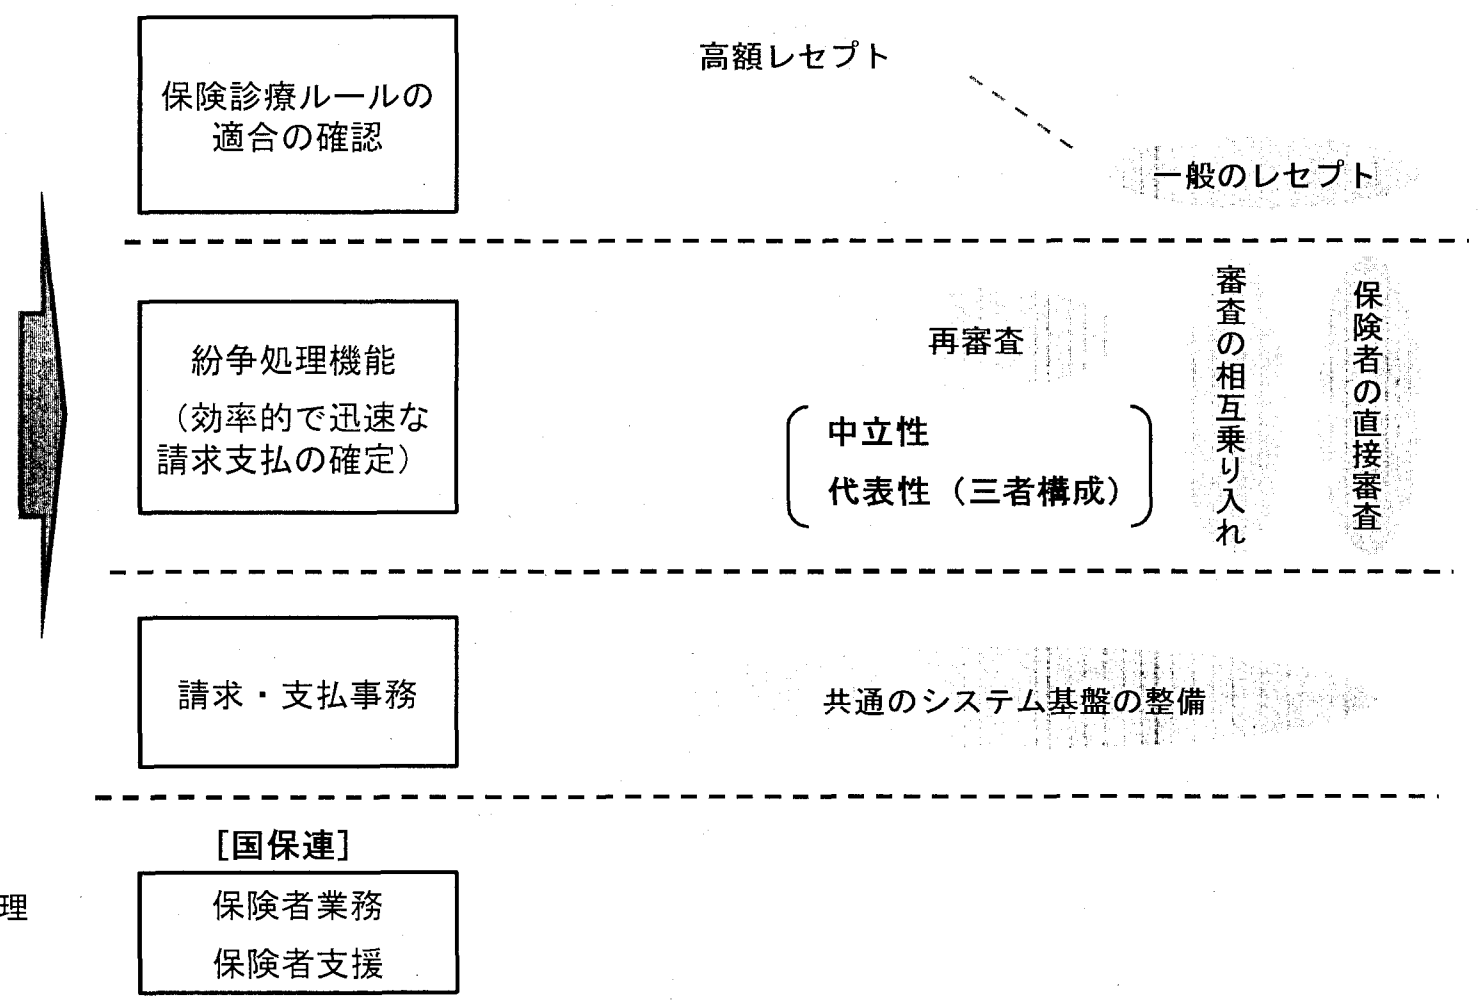 保険診療ルールの
適合の確認
高額レセプト
一般のレセプト
紛争処理機能
（効率的で迅速な
請求支払の確定）
再審査
中立性
代表性（三者構成）
審査の相互乗り入れ
保険者の直接審査
請求・支払事務
共通のシステム基盤の整備
[国保連]
理
保険者業務
保険者支援